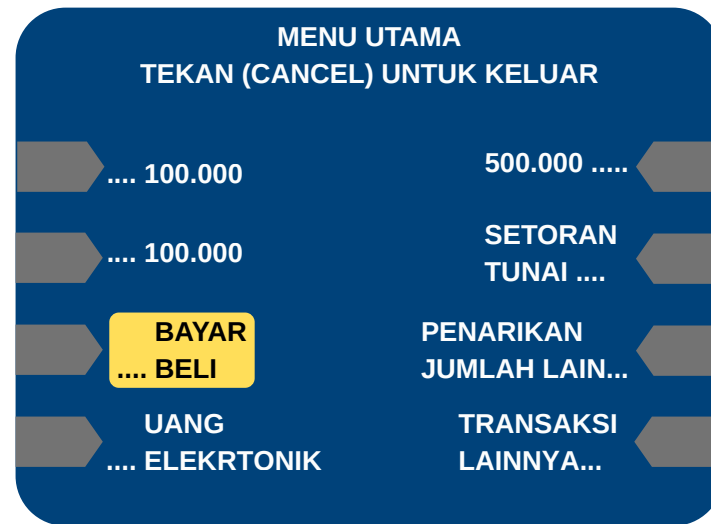 MENU UTAMA
TEKAN (CANCEL) UNTUK KELUAR
.... 100.000
500.000 .....
.... 100.000
SETORAN
TUNAI ....
BAYAR
.... BELI
PENARIKAN
JUMLAH LAIN...
UANG
.... ELEKRTONIK
TRANSAKSI
LAINNYA...